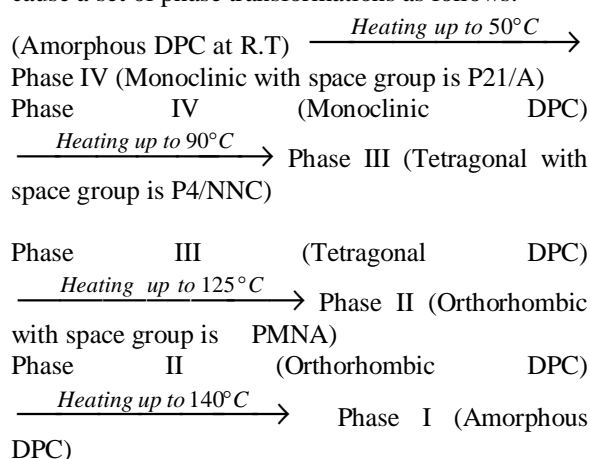 cause a set of phase transformations as follows:
(Amorphous DPC at R.T) Heating up to 50°C
Phase IV (Monoclinic with space group is P21/A)
Phase IV (Monoclinic DPC)
Heating up to 90°C Phase III (Tetragonal with
space group is P4/NNC)
Phase III (Tetragonal DPC)
Heating up to 125°C Phase II (Orthorhombic
with space group is PMNA)
Phase II (Orthorhombic DPC)
Heating up to 140°C Phase I (Amorphous
DPC)